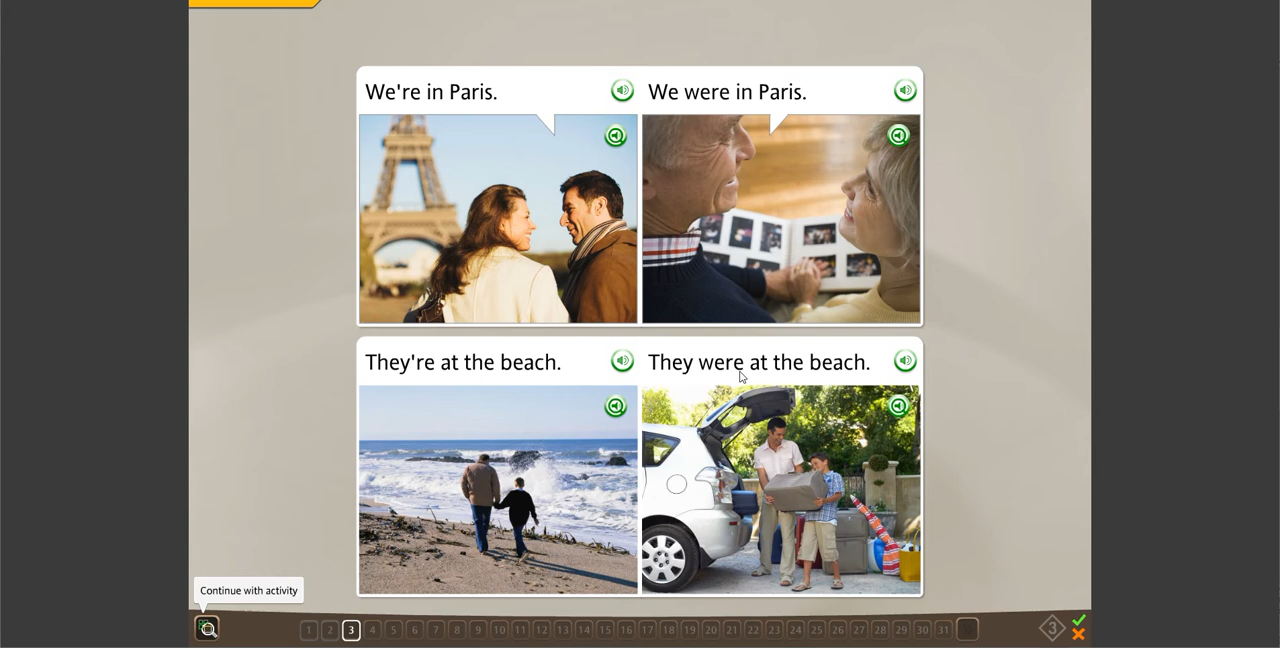 We're in Paris.
We were in Paris.
They're at the beach.
They were at the beach.
Continue with activity
1 2 3 4 5 6 7 8 9 10 11 12 13 14 15 16 17 18 19 20 21 22 23 24 25 26 27 28 29 30 31
3